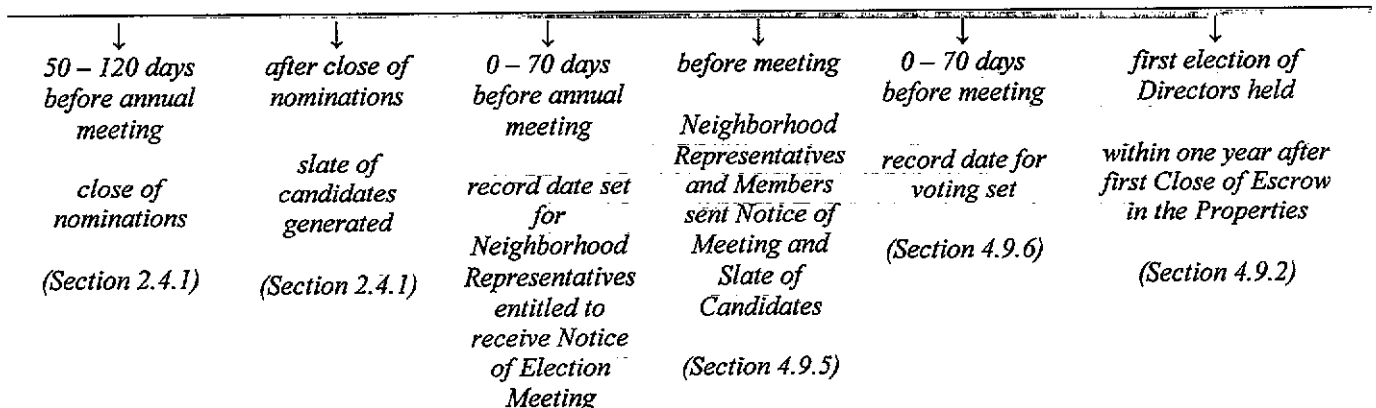 50 – 120 days
before annual
meeting
close of
nominations
(Section 2.4.1)
after close of
nominations
slate of
candidates
generated
(Section 2.4.1)
0 – 70 days
before annual
meeting
record date set
for
Neighborhood
Representatives
entitled to
receive Notice
of Election
Meeting
before meeting
Neighborhood
Representatives
and Members
sent Notice of
Meeting and
Slate of
Candidates
(Section 4.9.5)
0 – 70 days
before meeting
record date for
voting set
(Section 4.9.6)
first election of
Directors held
within one year after
first Close of Escrow
in the Properties
(Section 4.9.2)